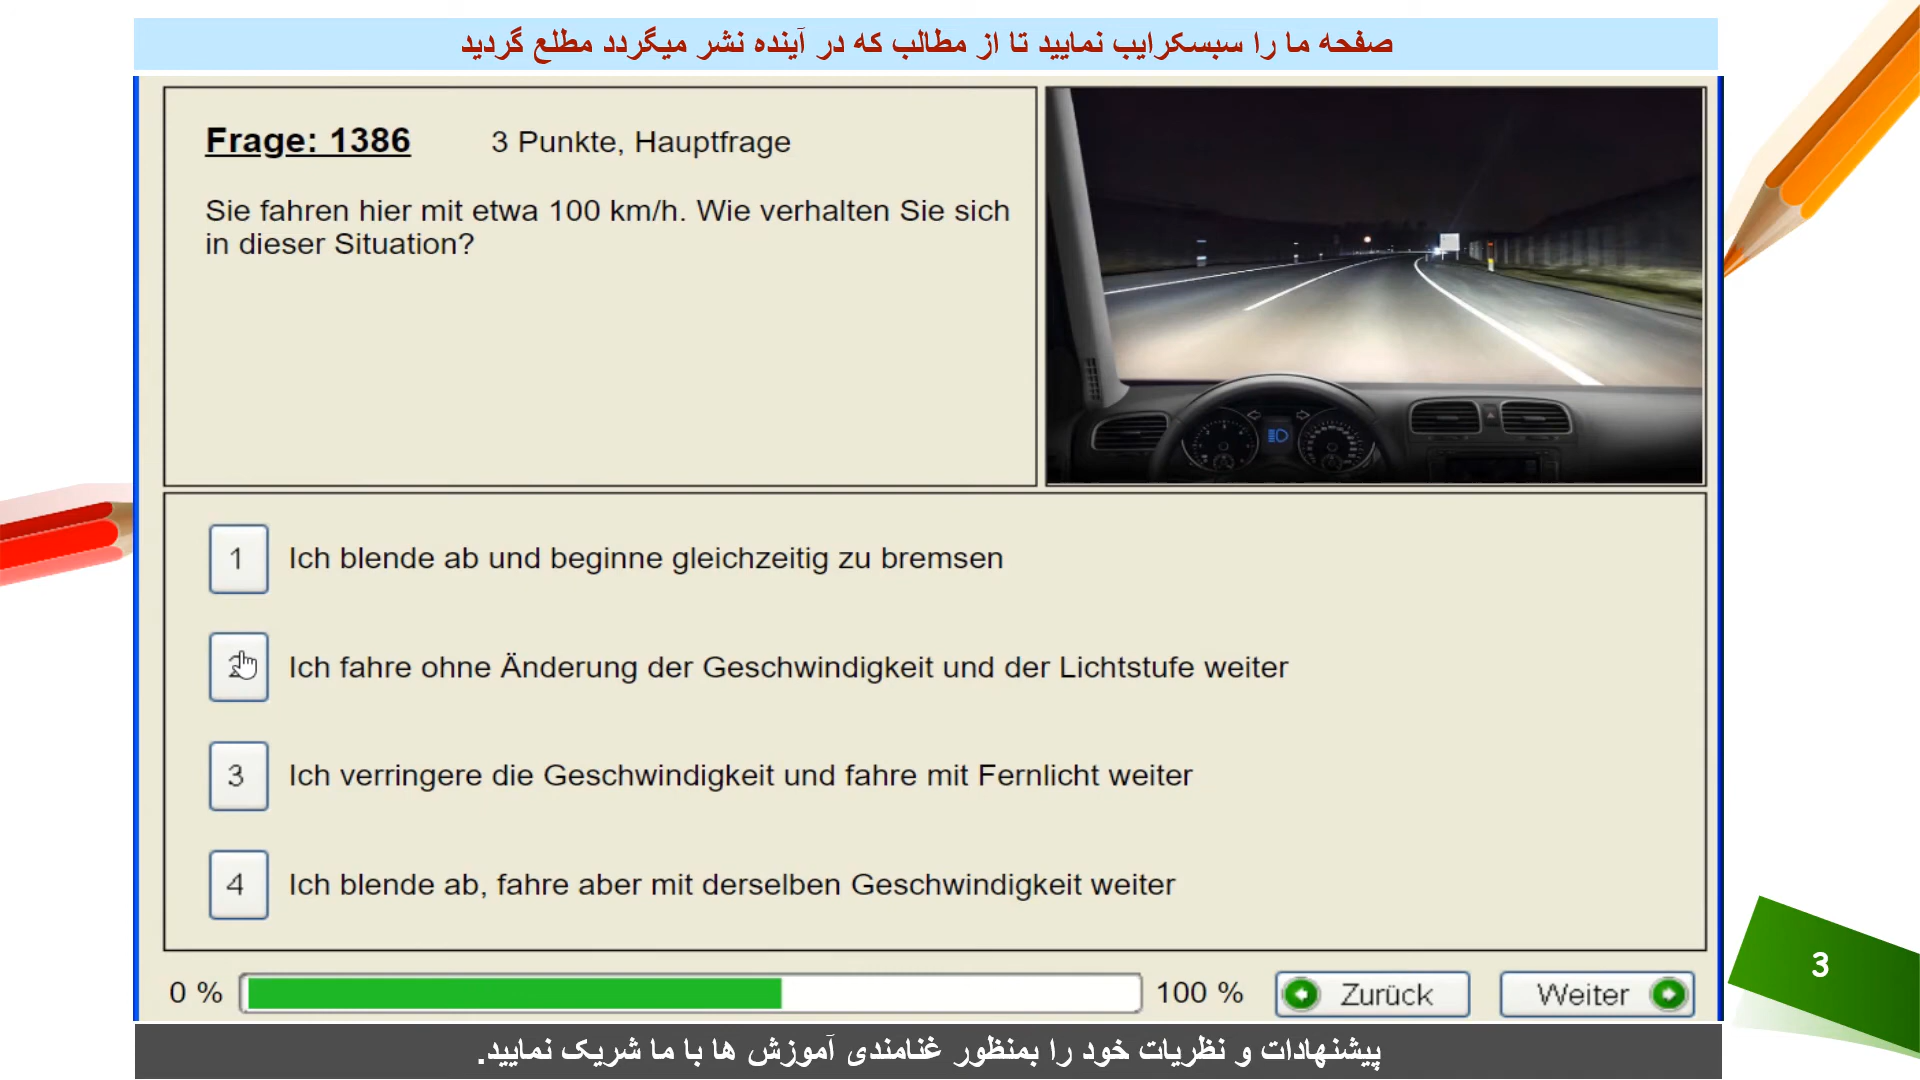 صفحه ما را سبسکرایب نمایید تا از مطالب که در آینده نشر میگردد مطلع گردید
Frage: 1386 3 Punkte, Hauptfrage
Sie fahren hier mit etwa 100 km/h. Wie verhalten Sie sich
in dieser Situation?
1 Ich blende ab und beginne gleichzeitig zu bremsen
2 Ich fahre ohne Änderung der Geschwindigkeit und der Lichtstufe weiter
3 Ich verringere die Geschwindigkeit und fahre mit Fernlicht weiter
4 Ich blende ab, fahre aber mit derselben Geschwindigkeit weiter
0 % 100 % Zurück Weiter
3
پیشنهادات و نظریات خود را بمنظور غنامندی آموزش ها با ما شریک نمایید.